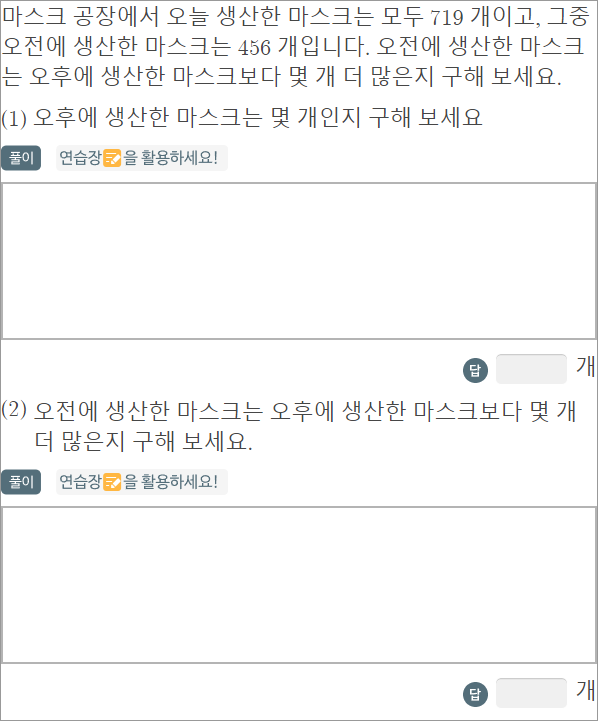 마스크 공장에서 오늘 생산한 마스크는 모두 719 개이고, 그중
오전에 생산한 마스크는 456 개입니다. 오전에 생산한 마스크
는 오후에 생산한 마스크보다 몇 개 더 많은지 구해 보세요.
(1) 오후에 생산한 마스크는 몇 개인지 구해 보세요
풀이 연습장을 활용하세요!
답 개
(2) 오전에 생산한 마스크는 오후에 생산한 마스크보다 몇 개
더 많은지 구해 보세요.
풀이 연습장을 활용하세요!
답 개